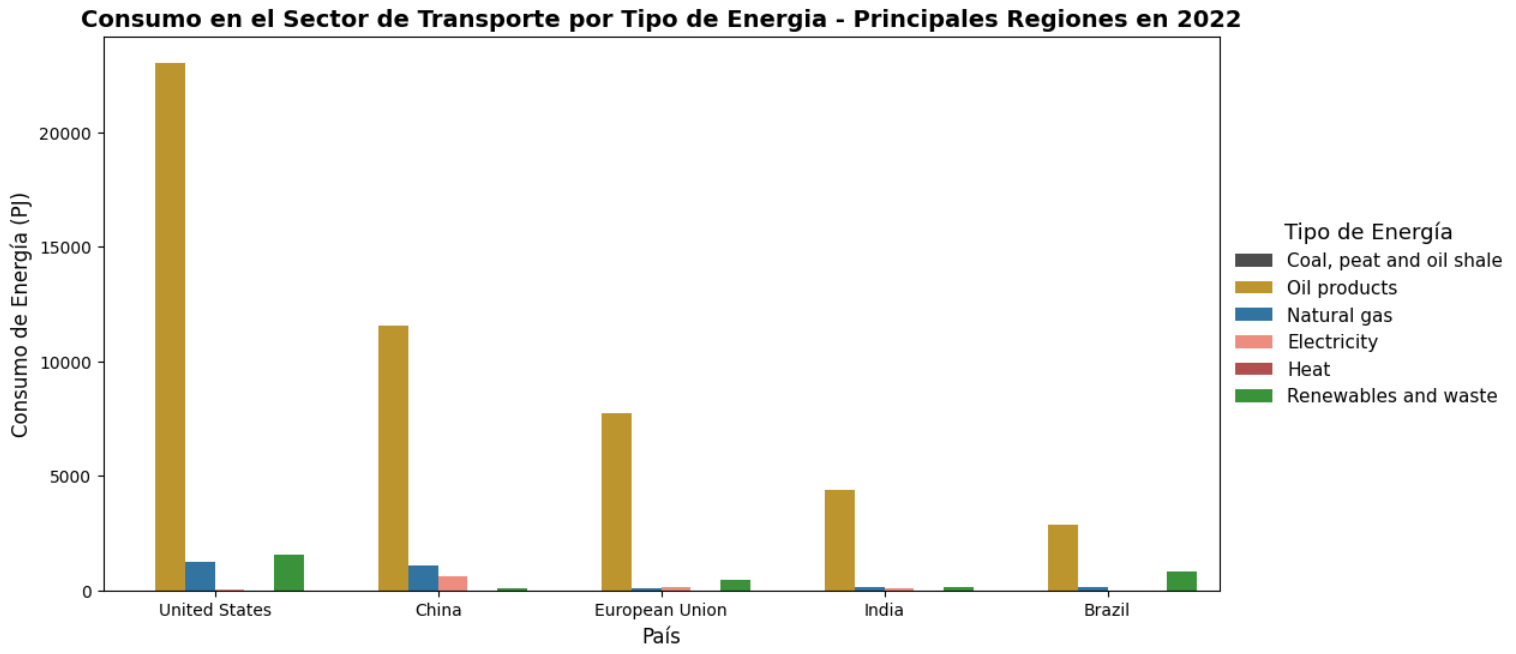 Consumo en el Sector de Transporte por Tipo de Energia - Principales Regiones en 2022
Consumo de Energía (PJ)
20000
15000
10000
5000
0
United States
China
European Union
India
Brazil
País
Tipo de Energía
Coal, peat and oil shale
Oil products
Natural gas
Electricity
Heat
Renewables and waste